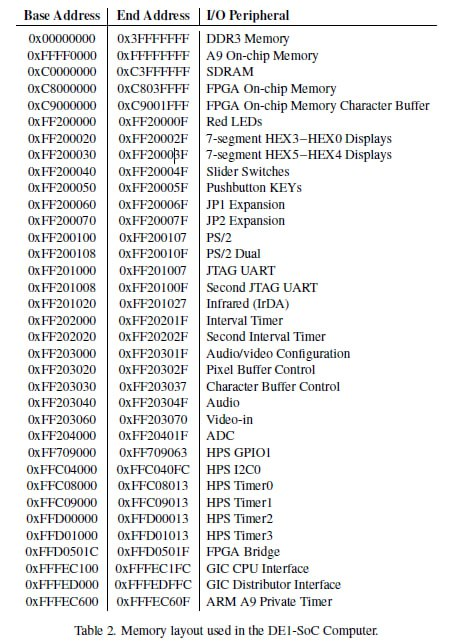 Base Address End Address I/O Peripheral
0x00000000 0x3FFFFFFF DDR3 Memory
0xFFFF0000 0xFFFFFFFF A9 On-chip Memory
0xC0000000 0xC3FFFFFF SDRAM
0xC8000000 0xC803FFFF FPGA On-chip Memory
0xC9000000 0xC9001FFF FPGA On-chip Memory Character Buffer
0xFF200000 0xFF20000F Red LEDs
0xFF200020 0xFF20002F 7-segment HEX3−HEX0 Displays
0xFF200030 0xFF20003F 7-segment HEX5−HEX4 Displays
0xFF200040 0xFF20004F Slider Switches
0xFF200050 0xFF20005F Pushbutton KEYs
0xFF200060 0xFF20006F JP1 Expansion
0xFF200070 0xFF20007F JP2 Expansion
0xFF200100 0xFF200107 PS/2
0xFF200108 0xFF20010F PS/2 Dual
0xFF201000 0xFF201007 JTAG UART
0xFF201008 0xFF20100F Second JTAG UART
0xFF201020 0xFF201027 Infrared (IrDA)
0xFF202000 0xFF20201F Interval Timer
0xFF202020 0xFF20202F Second Interval Timer
0xFF203000 0xFF20301F Audio/video Configuration
0xFF203020 0xFF20302F Pixel Buffer Control
0xFF203030 0xFF203037 Character Buffer Control
0xFF203040 0xFF20304F Audio
0xFF203060 0xFF203070 Video-in
0xFF204000 0xFF20401F ADC
0xFF709000 0xFF709063 HPS GPIO1
0xFFC04000 0xFFC040FC HPS I2C0
0xFFC08000 0xFFC08013 HPS Timer0
0xFFC09000 0xFFC09013 HPS Timer1
0xFFD00000 0xFFD00013 HPS Timer2
0xFFD01000 0xFFD01013 HPS Timer3
0xFFD0501C 0xFFD0501F FPGA Bridge
0xFFFEC100 0xFFFEC1FC GIC CPU Interface
0xFFFED000 0xFFFEDFFC GIC Distributor Interface
0xFFFEC600 0xFFFEC60F ARM A9 Private Timer
Table 2. Memory layout used in the DE1-SoC Computer.